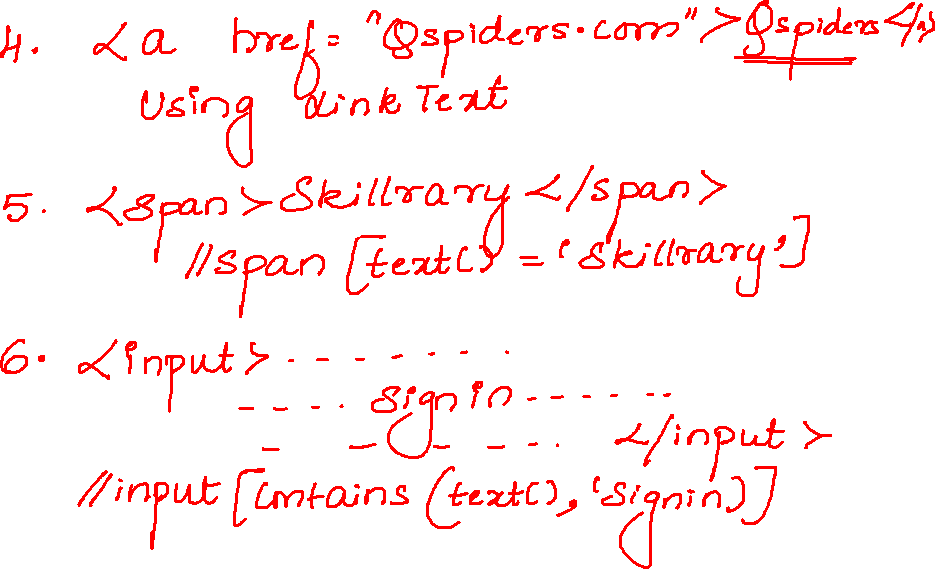 4. <a href="Qspiders.com">Qspiders</a>
Using Link Text
5. <span>Skillrary</span>
//span[text()='Skillrary']
6. <input>--------
---- signin ------
------ </input>
//input[contains(text(),'Signin)]